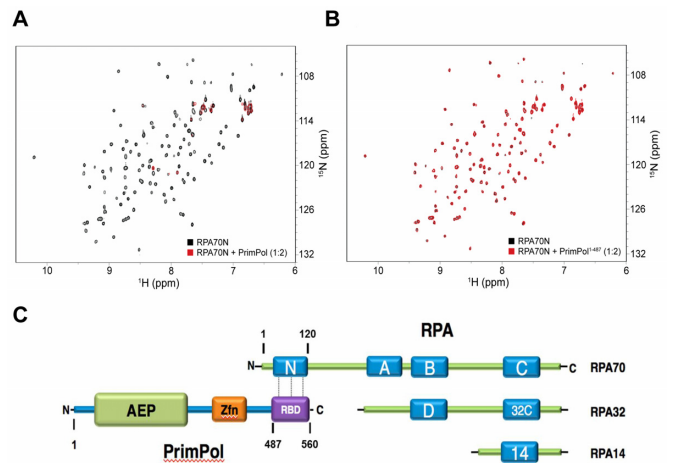 A
B
108
114
120
126
132
¹⁵N (ppm)
RPA70N
RPA70N + PrimPol (1:2)
10 9 8 7 6
¹H (ppm)
108
114
120
126
132
¹⁵N (ppm)
RPA70N
RPA70N + PrimPol¹⁻⁴⁸⁷ (1:2)
10 9 8 7 6
¹H (ppm)
C
1 120 RPA
N N A B C C RPA70
N AEP Zfn RBD C D 32C RPA32
1 487 560
PrimPol 14 RPA14